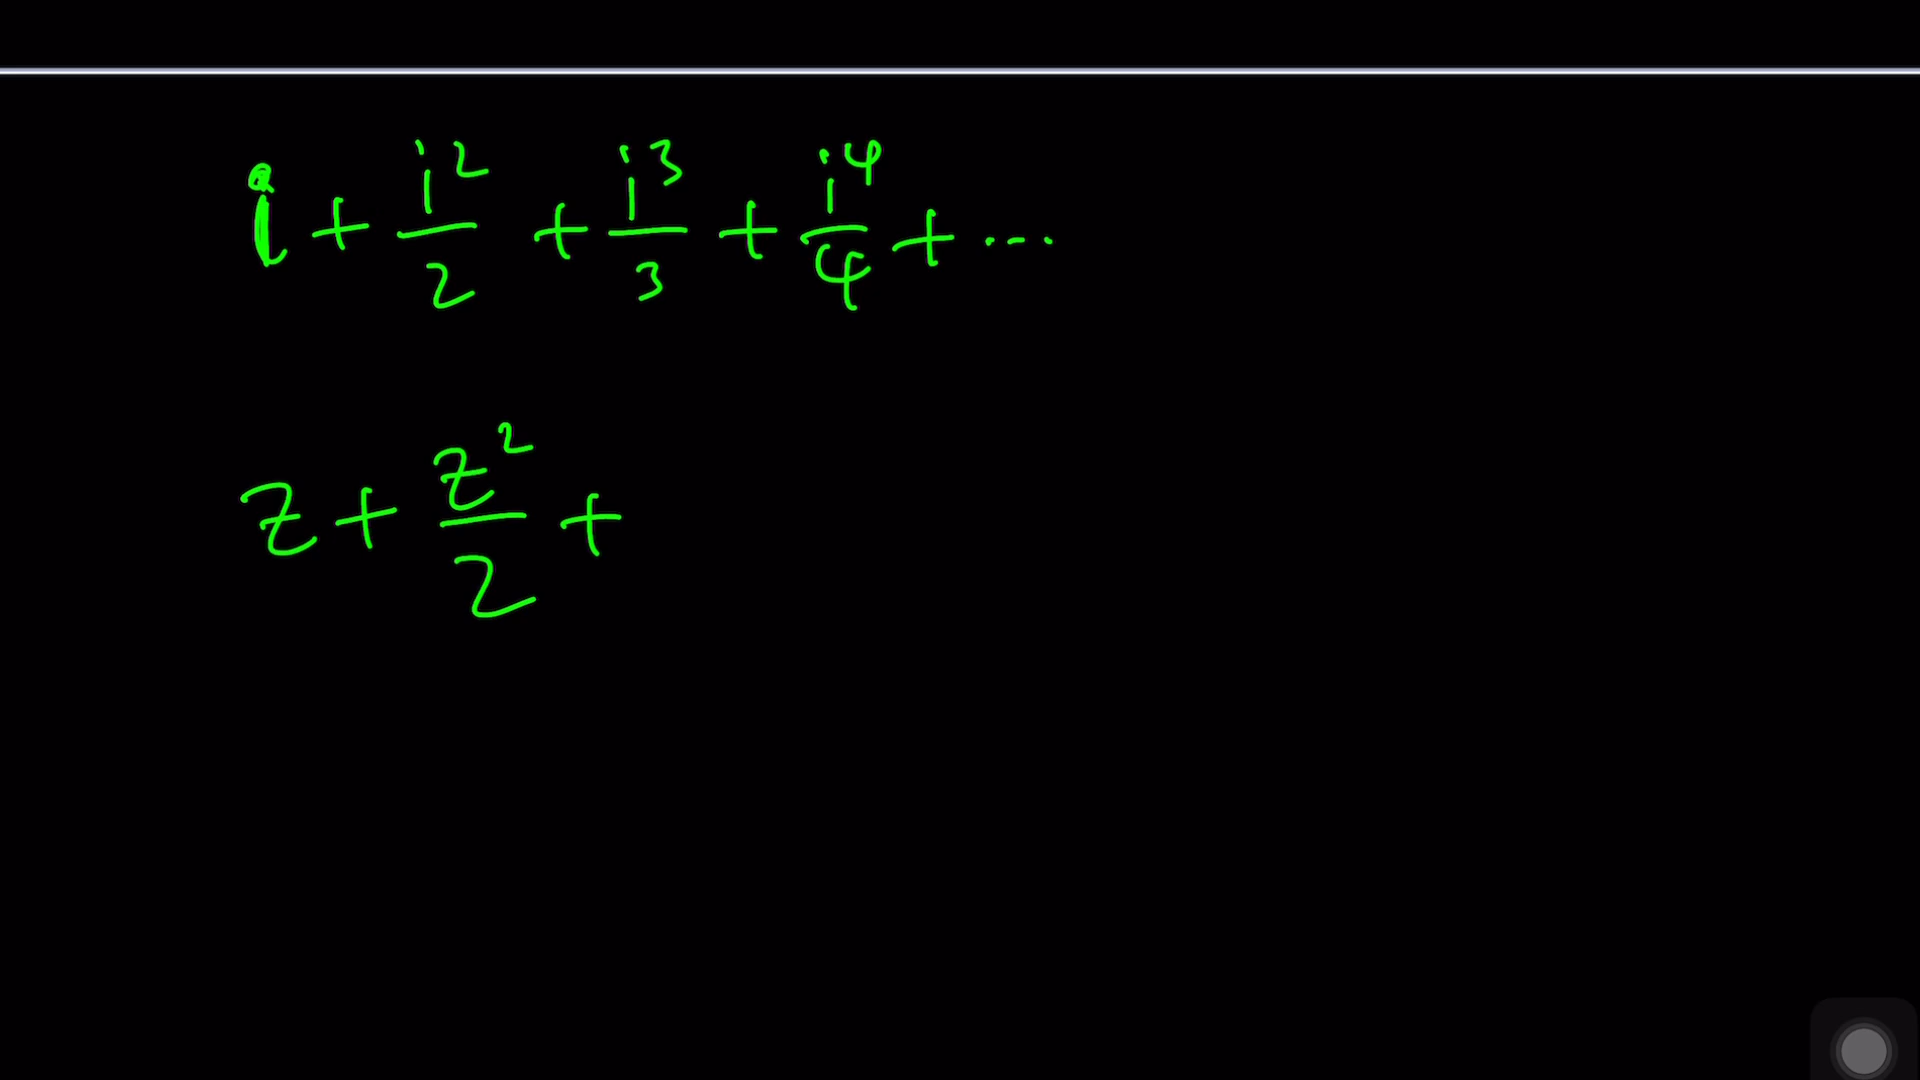 i + i²/2 + i³/3 + i⁴/4 + ...
z + z²/2 +